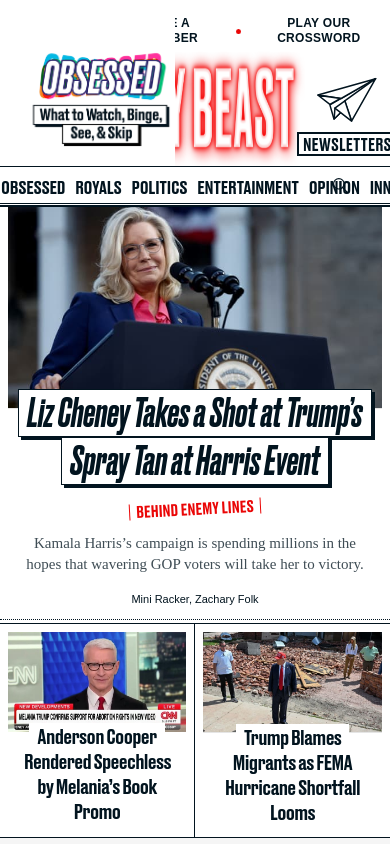 PLAY OUR
CROSSWORD
OBSESSED
What to Watch, Binge,
See, & Skip
BEAST
NEWSLETTERS
OBSESSED ROYALS POLITICS ENTERTAINMENT OPINION INN
Liz Cheney Takes a Shot at Trump's
Spray Tan at Harris Event
BEHIND ENEMY LINES
Kamala Harris’s campaign is spending millions in the
hopes that wavering GOP voters will take her to victory.
Mini Racker, Zachary Folk
NEW DEVELOPMENTS
LIVE
MELANIA TRUMP CONFIRMS SUPPORT FOR ABORTION RIGHTS IN NEW VIDEO
CNN
Anderson Cooper
Rendered Speechless
by Melania's Book
Promo
Trump Blames
Migrants as FEMA
Hurricane Shortfall
Looms